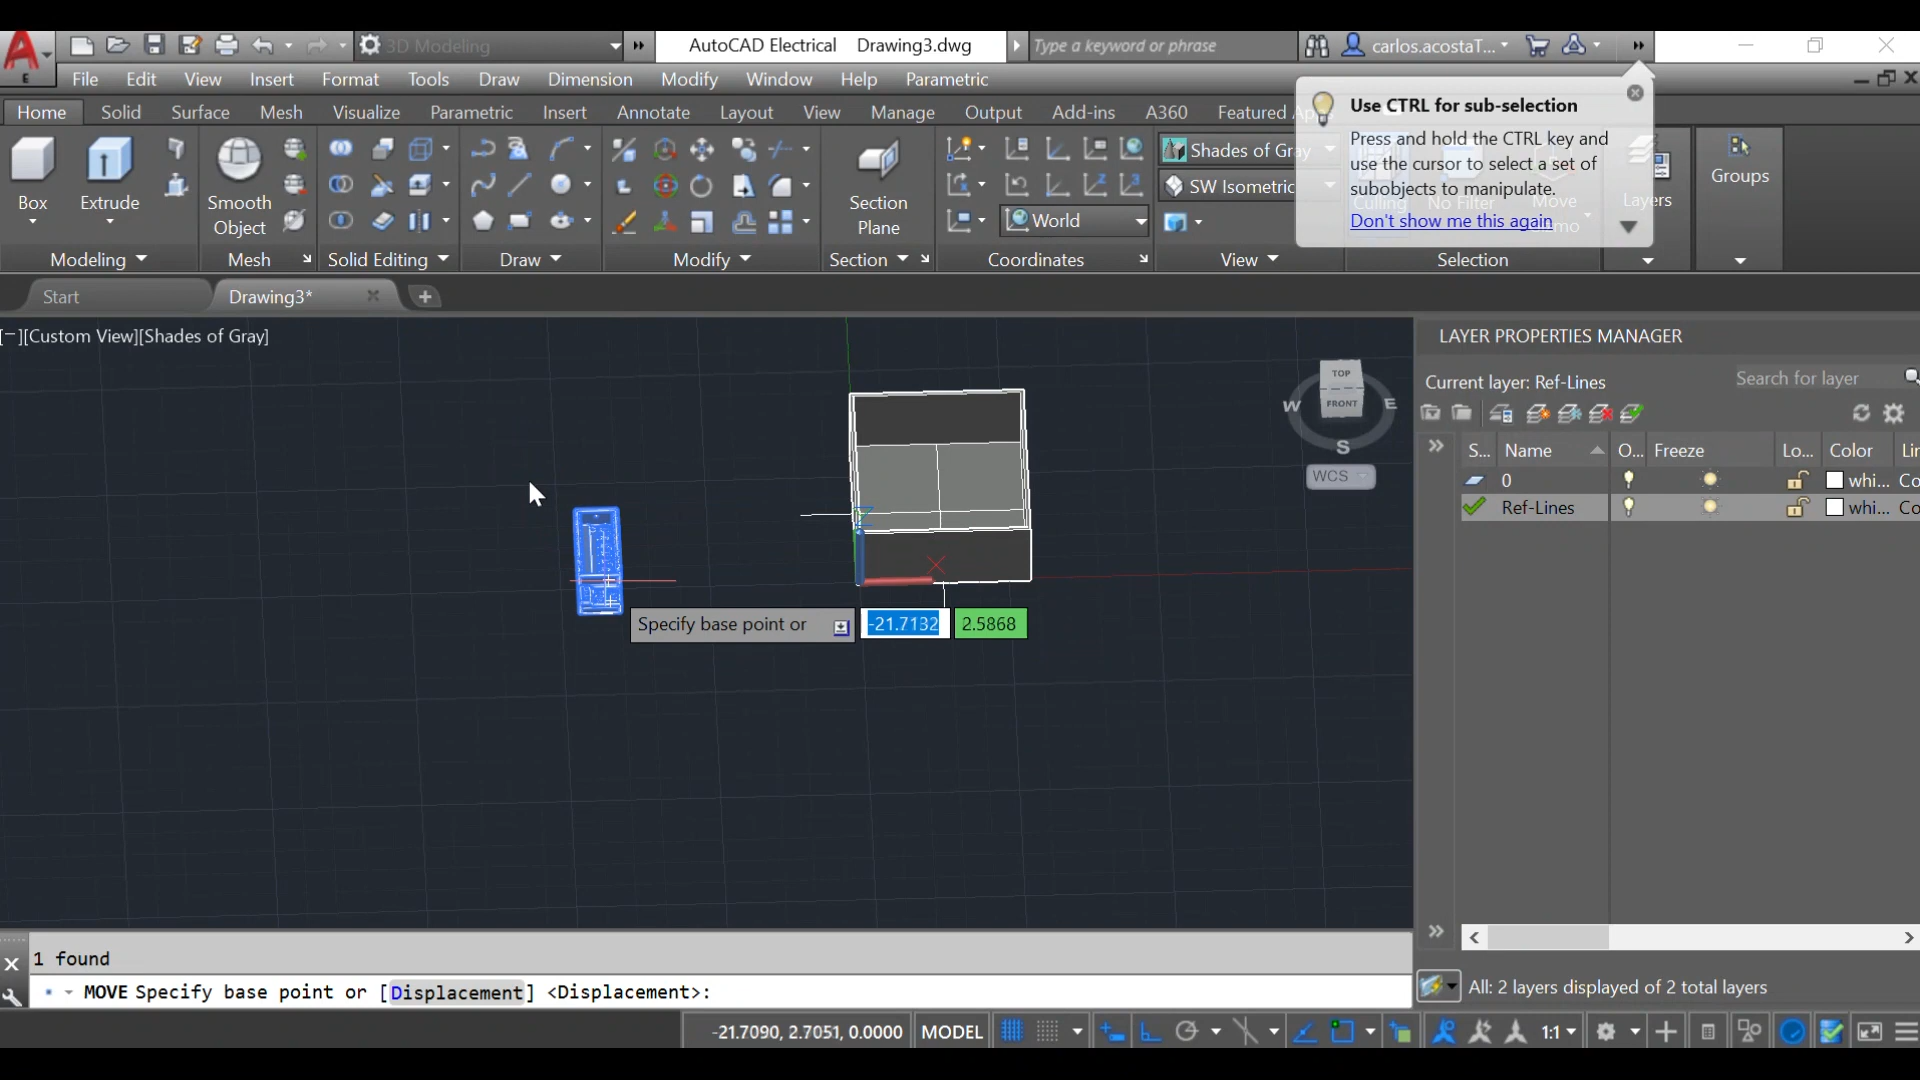 E
3D Modeling
AutoCAD Electrical Drawing3.dwg
Type a keyword or phrase
carlos.acostaT...
File Edit View Insert Format Tools Draw Dimension Modify Window Help Parametric
Home Solid Surface Mesh Visualize Parametric Insert Annotate Layout View Manage Output Add-ins A360 Featured
Use CTRL for sub-selection
Press and hold the CTRL key and
use the cursor to select a set of
subobjects to manipulate.
Don't show me this again
Box
Extrude
Smooth
Object
Section
Plane
World
Shades of Gray
SW Isometric
Culling
No Filter
Move
Layers
Groups
Modeling
Mesh
Solid Editing
Draw
Modify
Section
Coordinates
View
Selection
Start
Drawing3*
[−][Custom View][Shades of Gray]
TOP
FRONT
W
E
S
WCS
Specify base point or
-21.7132
2.5868
LAYER PROPERTIES MANAGER
Current layer: Ref-Lines
Search for layer
S... Name O... Freeze Lo... Color Lin
0 whi... Co
Ref-Lines whi... Co
All: 2 layers displayed of 2 total layers
1 found
MOVE Specify base point or [Displacement] <Displacement>:
-21.7090, 2.7051, 0.0000
MODEL
1:1